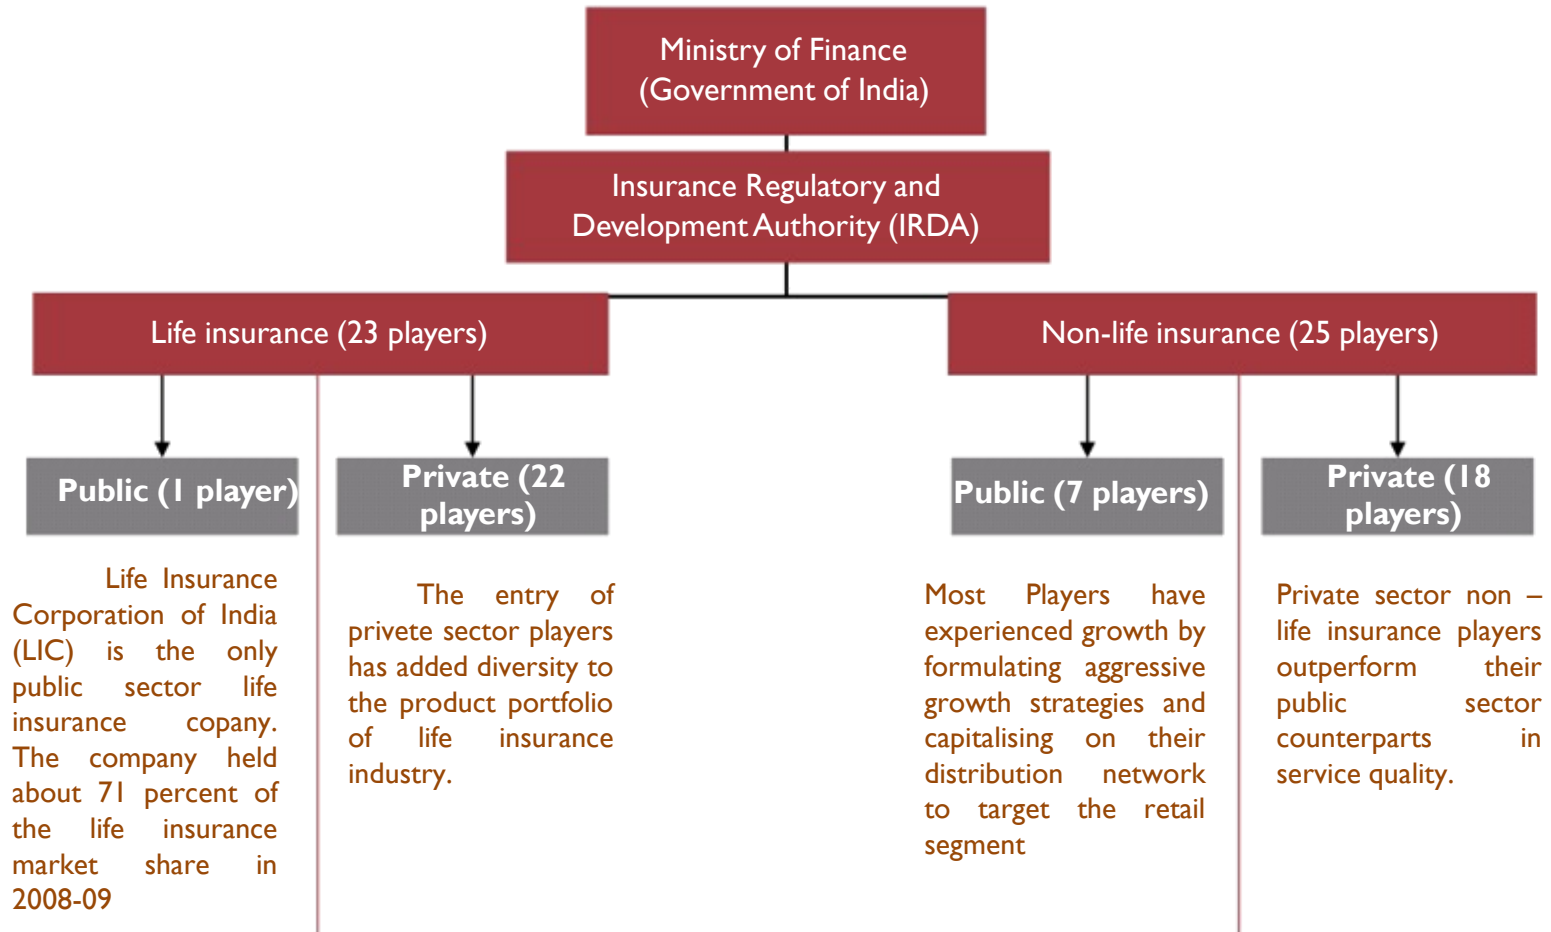 Ministry of Finance
(Government of India)
Insurance Regulatory and
Development Authority (IRDA)
Life insurance (23 players)
Non-life insurance (25 players)
Public (1 player)
Private (22
players)
Public (7 players)
Private (18
players)
Life Insurance
Corporation of India
(LIC) is the only
public sector life
insurance copany.
The company held
about 71 percent of
the life insurance
market share in
2008-09
The entry of
privete sector players
has added diversity to
the product portfolio
of life insurance
industry.
Most Players have
experienced growth by
formulating aggressive
growth strategies and
capitalising on their
distribution network
to target the retail
segment
Private sector non –
life insurance players
outperform their
public sector
counterparts in
service quality.